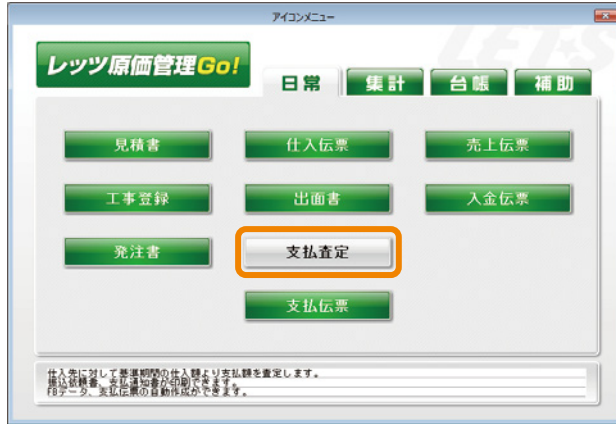 アイコンメニュー
LET'S
レッツ原価管理Go!
日常 集計 台帳 補助
見積書 仕入伝票 売上伝票
工事登録 出面書 入金伝票
発注書 支払査定
支払伝票
仕入先に対して基準期間の仕入額より支払額を査定します。
振込依頼書、支払通知書が印刷できます。
FBデータ、支払伝票の自動作成ができます。